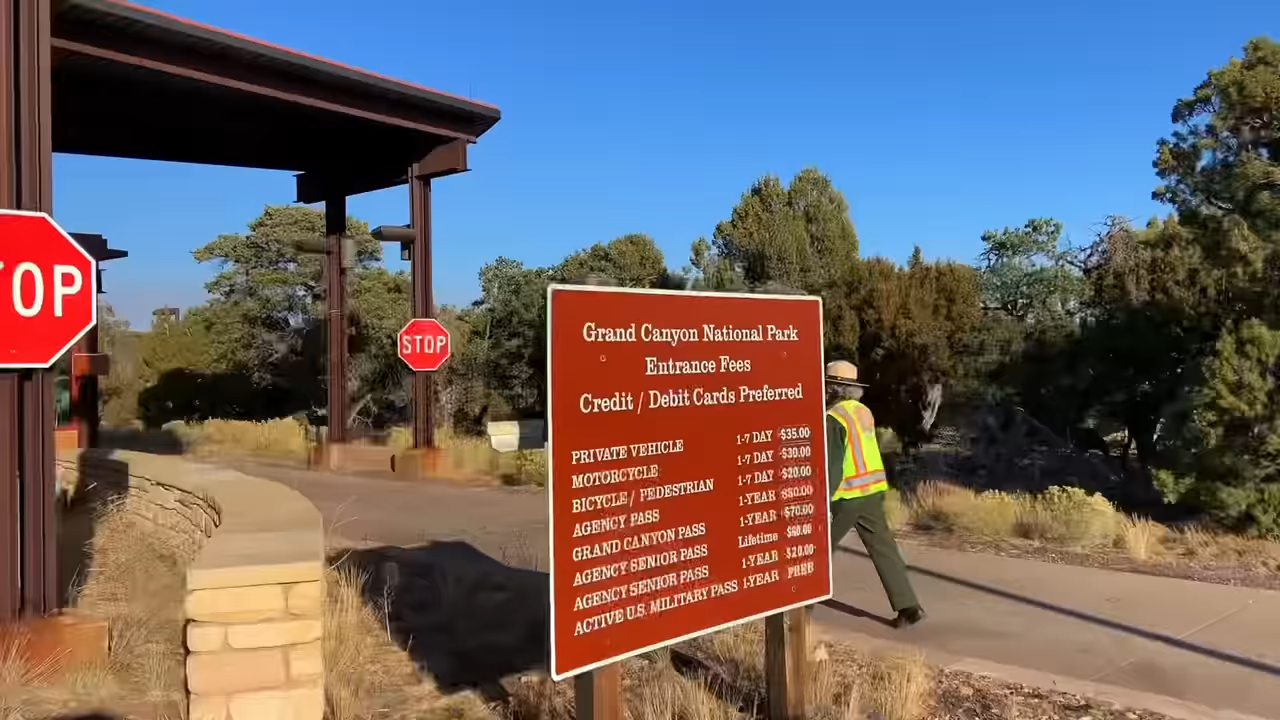 TOP
STOP
Grand Canyon National Park
Entrance Fees
Credit / Debit Cards Preferred
PRIVATE VEHICLE 1-7 DAY $35.00
MOTORCYCLE 1-7 DAY $30.00
BICYCLE / PEDESTRIAN 1-7 DAY $20.00
AGENCY PASS 1-YEAR $80.00
GRAND CANYON PASS 1-YEAR $70.00
AGENCY SENIOR PASS Lifetime $80.00
AGENCY SENIOR PASS 1-YEAR $20.00
ACTIVE U.S. MILITARY PASS 1-YEAR FREE